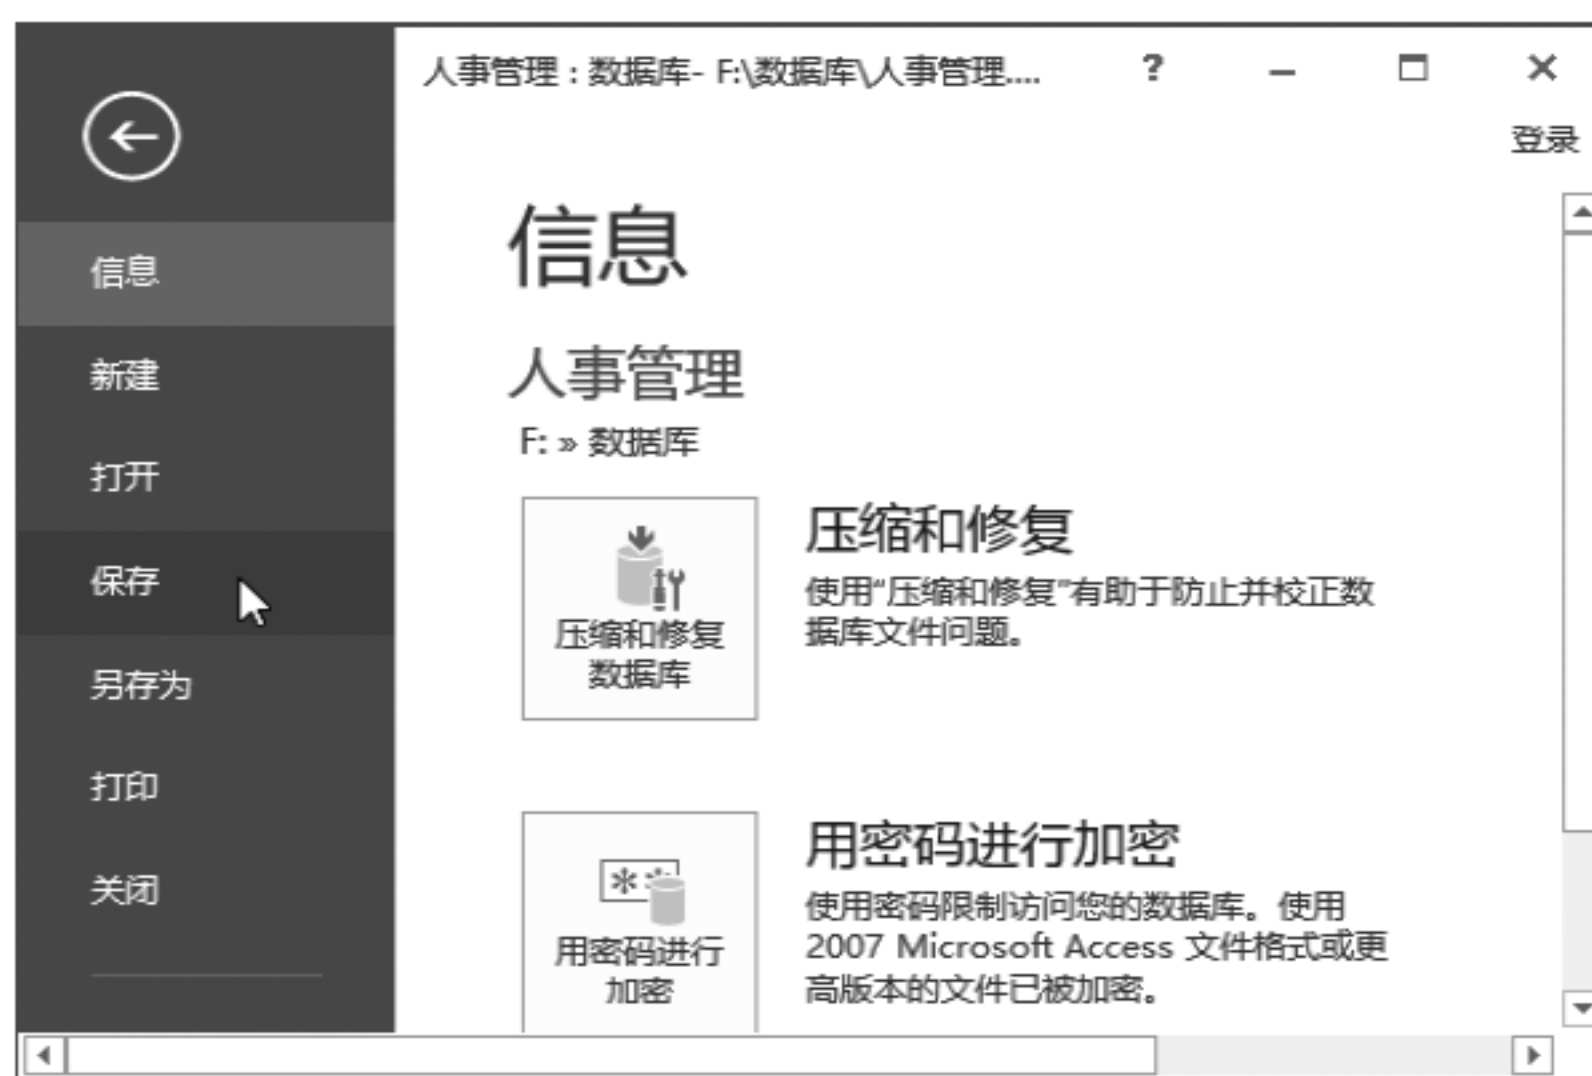 人事管理 : 数据库- F:\数据库\人事管理....
?
登录
信息
新建
打开
保存
另存为
打印
关闭
信息
人事管理
F: » 数据库
压缩和修复
数据库
压缩和修复
使用“压缩和修复”有助于防止并校正数
据库文件问题。
用密码进行
加密
用密码进行加密
使用密码限制访问您的数据库。使用
2007 Microsoft Access 文件格式或更
高版本的文件已被加密。